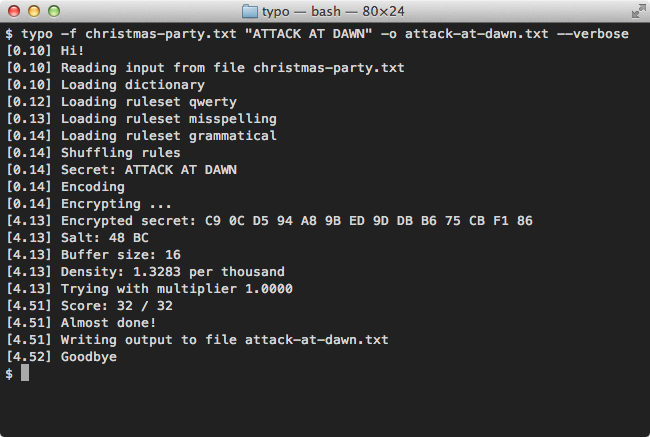 typo — bash — 80×24
$ typo -f christmas-party.txt "ATTACK AT DAWN" -o attack-at-dawn.txt --verbose
[0.10] Hi!
[0.10] Reading input from file christmas-party.txt
[0.10] Loading dictionary
[0.12] Loading ruleset qwerty
[0.13] Loading ruleset misspelling
[0.14] Loading ruleset grammatical
[0.14] Shuffling rules
[0.14] Secret: ATTACK AT DAWN
[0.14] Encoding
[0.14] Encrypting ...
[4.13] Encrypted secret: C9 0C D5 94 A8 9B ED 9D DB B6 75 CB F1 86
[4.13] Salt: 4B BC
[4.13] Buffer size: 16
[4.13] Density: 1.3283 per thousand
[4.13] Trying with multiplier 1.0000
[4.51] Score: 32 / 32
[4.51] Almost done!
[4.51] Writing output to file attack-at-dawn.txt
[4.52] Goodbye
$